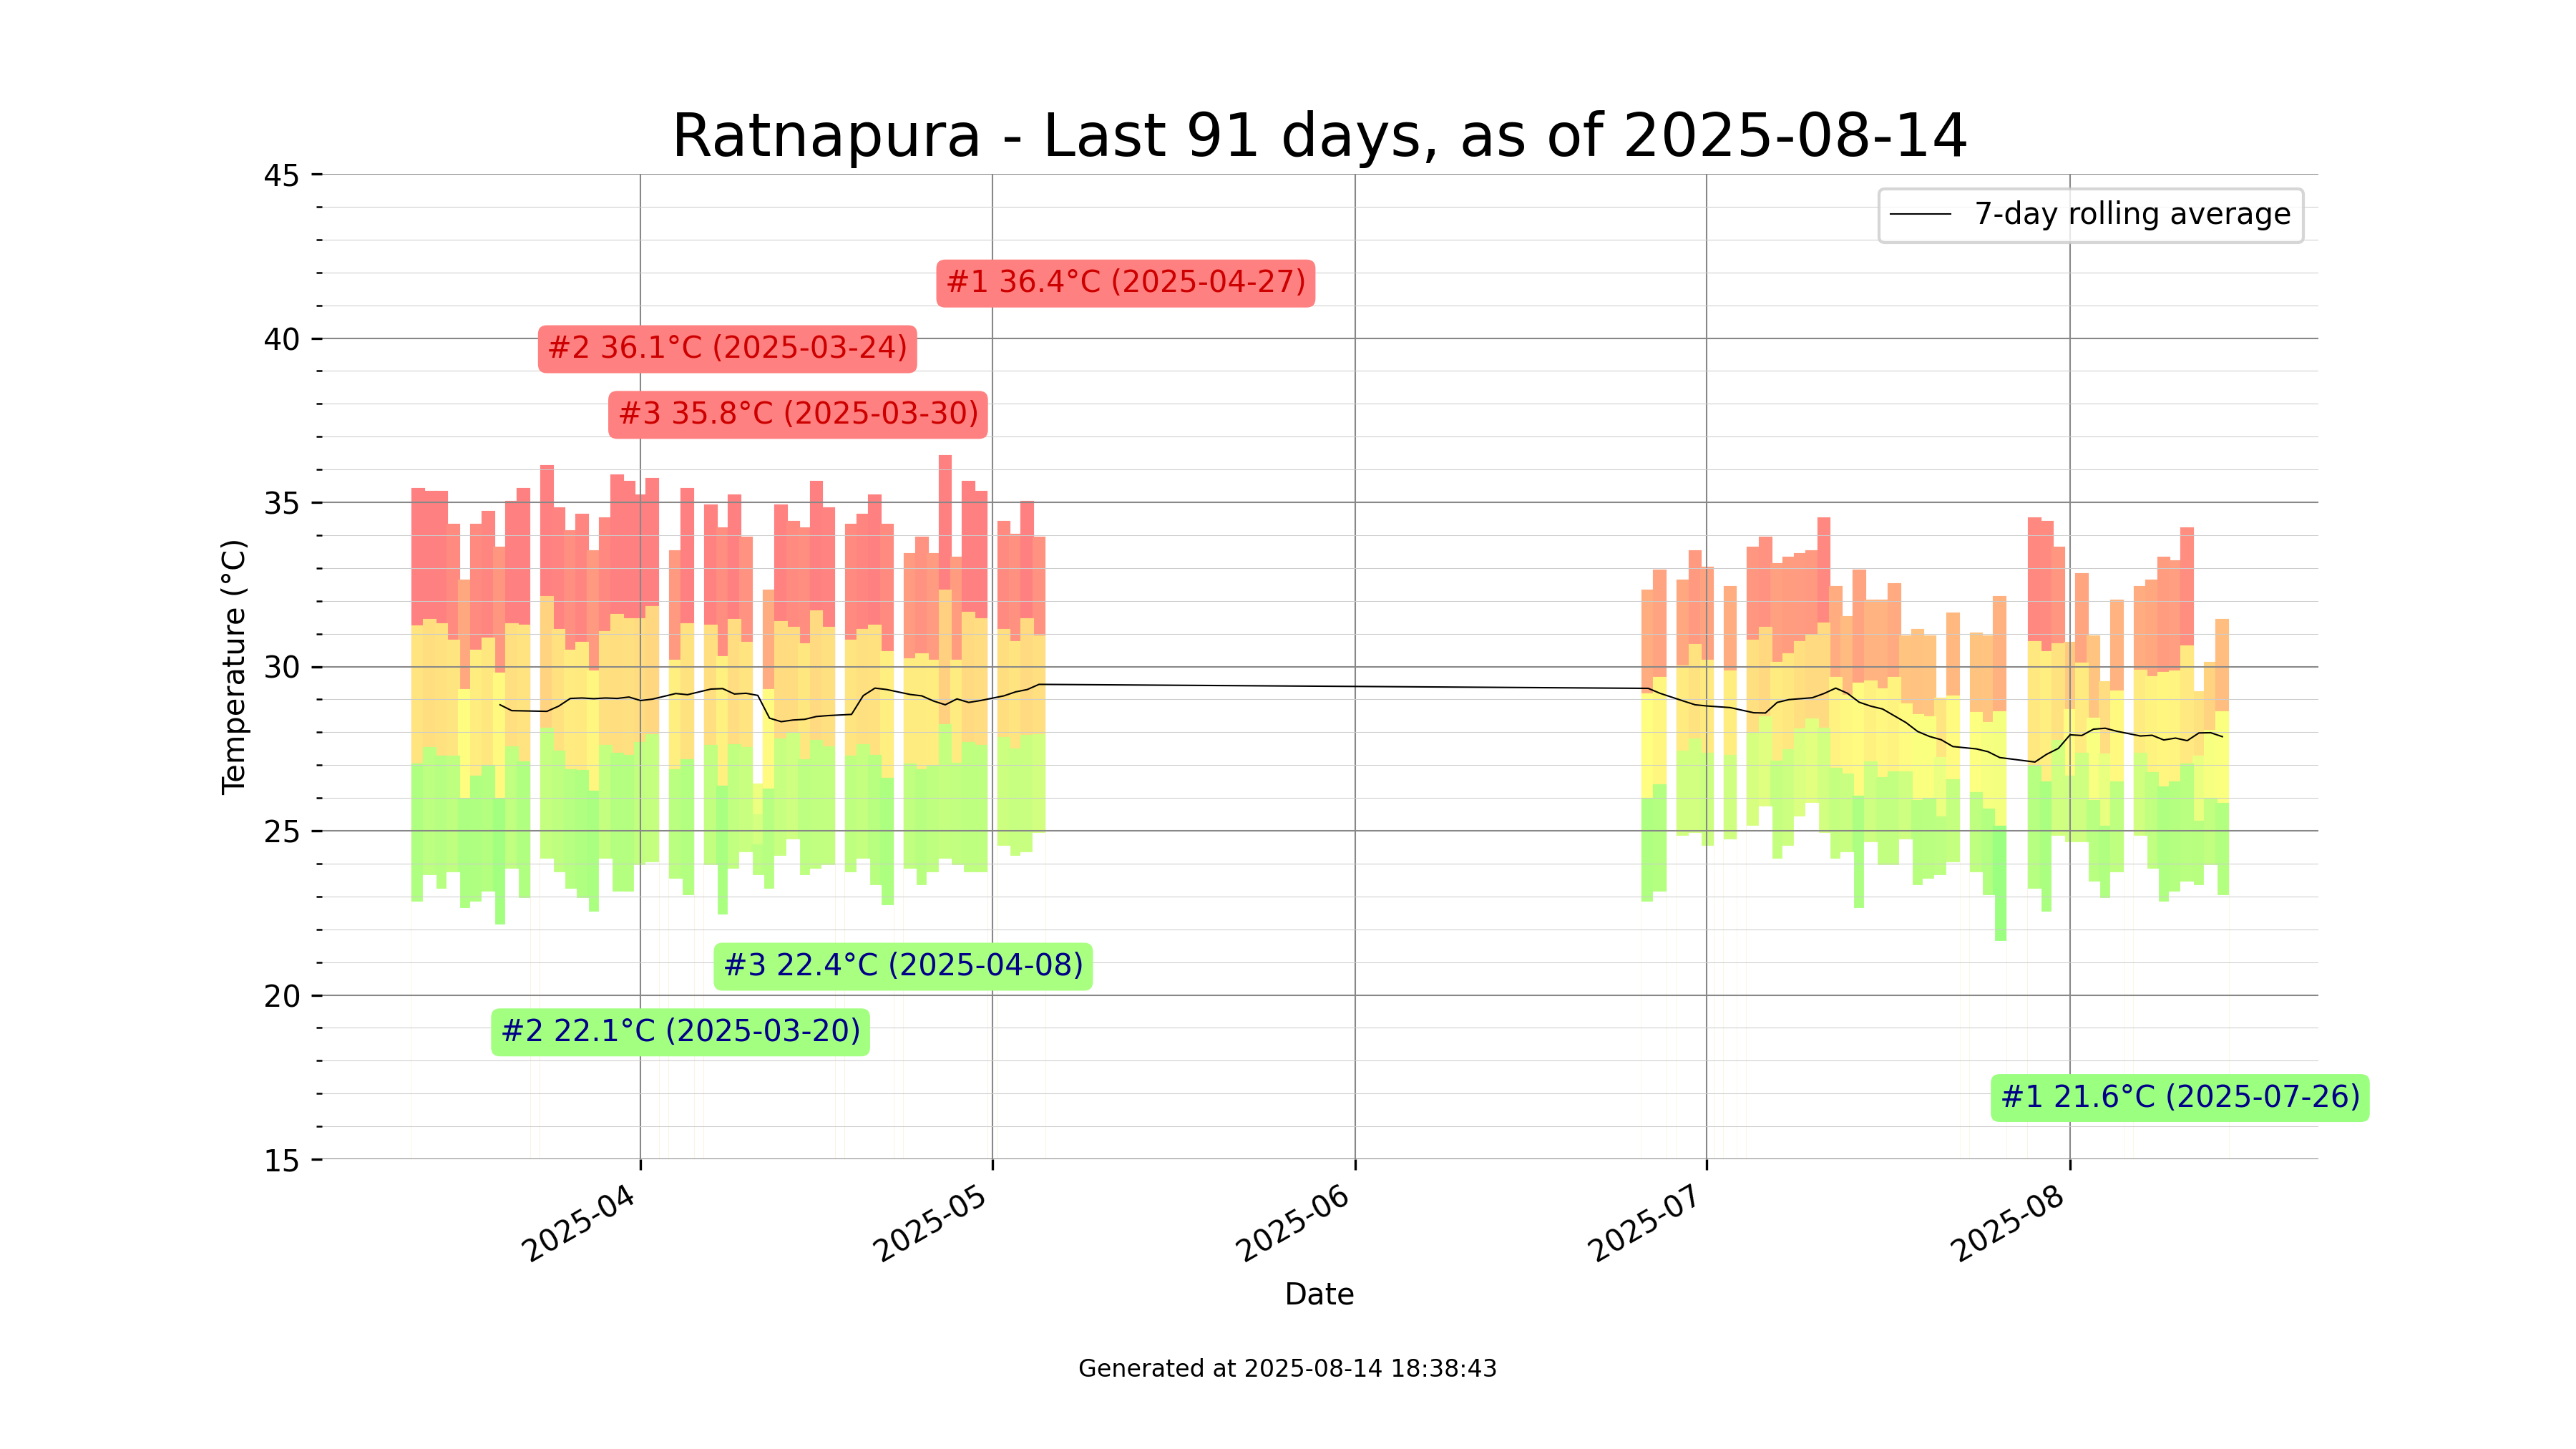 Ratnapura - Last 91 days, as of 2025-08-14
7-day rolling average
#1 36.4°C (2025-04-27)
#2 36.1°C (2025-03-24)
#3 35.8°C (2025-03-30)
#3 22.4°C (2025-04-08)
#2 22.1°C (2025-03-20)
#1 21.6°C (2025-07-26)
Temperature (°C)
45
40
35
30
25
20
15
2025-04
2025-05
2025-06
2025-07
2025-08
Date
Generated at 2025-08-14 18:38:43